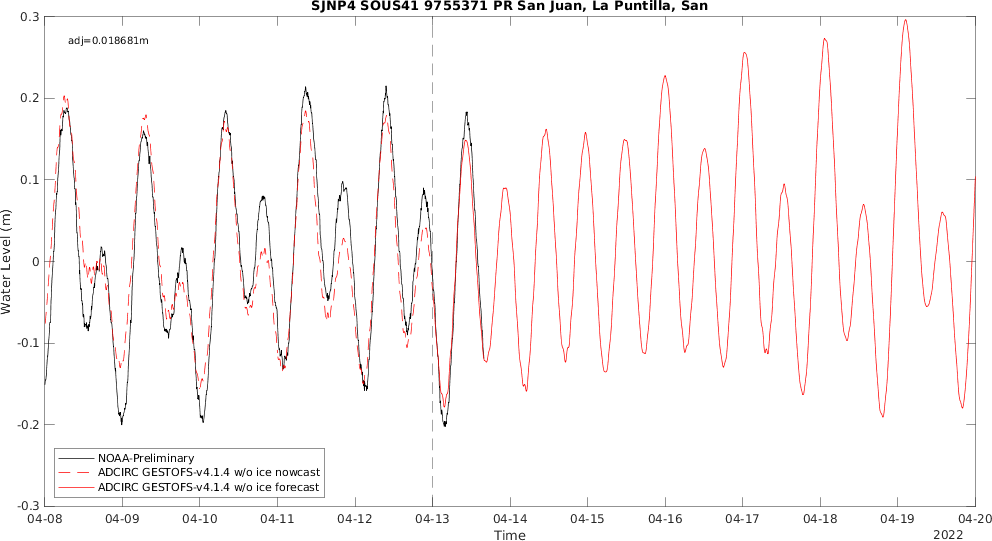 SJNP4 SOUS41 9755371 PR San Juan, La Puntilla, San
adj=0.018681m
Water Level (m)
0.3
0.2
0.1
0
-0.1
-0.2
-0.3
NOAA-Preliminary
ADCIRC GESTOFS-v4.1.4 w/o ice nowcast
ADCIRC GESTOFS-v4.1.4 w/o ice forecast
04-08 04-09 04-10 04-11 04-12 04-13 04-14 04-15 04-16 04-17 04-18 04-19 04-20
Time
2022